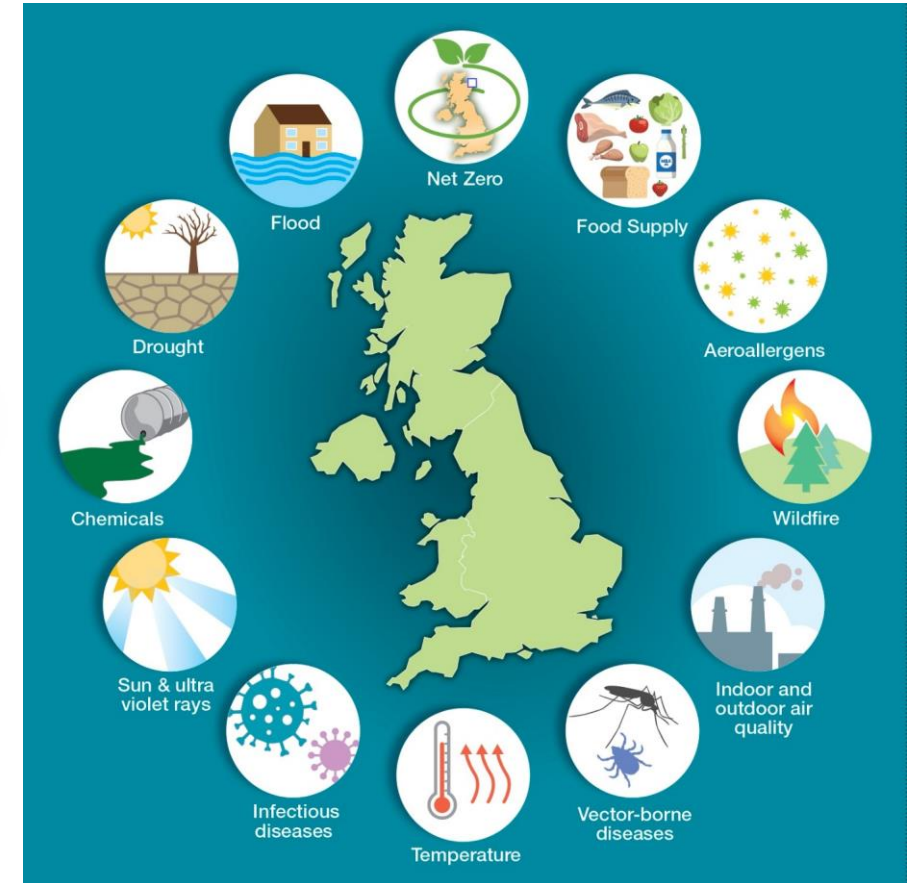 Net Zero
Food Supply
Aeroallergens
Wildfire
Indoor and
outdoor air
quality
Vector-borne
diseases
Temperature
Infectious
diseases
Sun & ultra
violet rays
Chemicals
Drought
Flood